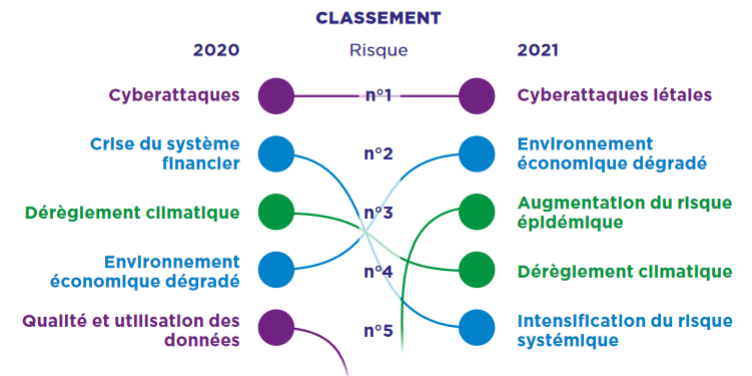 CLASSEMENT
2020
Risque
2021
Cyberattaques
n°1
Cyberattaques létales
Crise du système
financier
n°2
Environnement
économique dégradé
Dérèglement climatique
n°3
Augmentation du risque
épidémique
Environnement
économique dégradé
n°4
Dérèglement climatique
Qualité et utilisation des
données
n°5
Intensification du risque
systémique